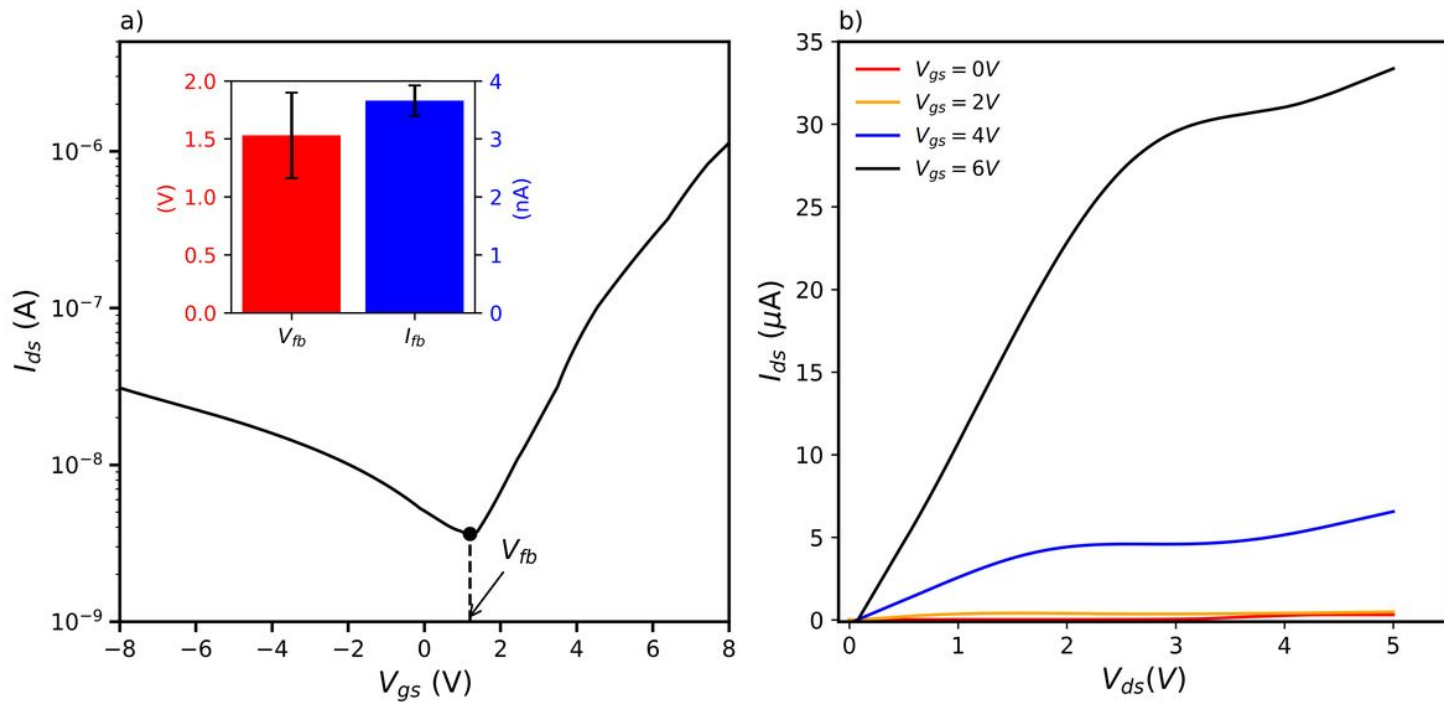 a)
10⁻⁶
10⁻⁷
10⁻⁸
10⁻⁹
I_ds (A)
−8 −6 −4 −2 0 2 4 6 8
V_gs (V)
V_fb
2.0
1.5
1.0
0.5
0.0
(V)
4
3
2
1
0
(nA)
V_fb I_fb
b)
35
30
25
20
15
10
5
0
I_ds (μA)
V_gs = 0V
V_gs = 2V
V_gs = 4V
V_gs = 6V
0 1 2 3 4 5
V_ds(V)